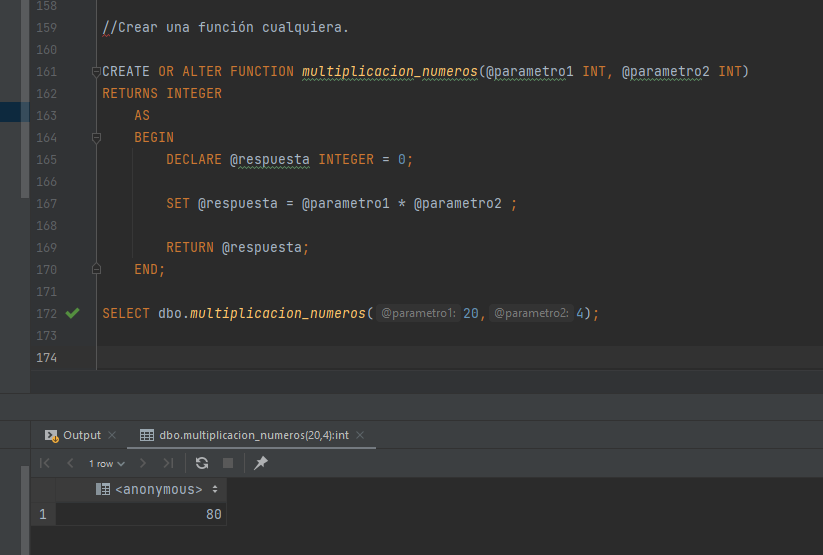 158
159 //Crear una función cualquiera.
160
161 CREATE OR ALTER FUNCTION multiplicacion_numeros(@parametro1 INT, @parametro2 INT)
162 RETURNS INTEGER
163 AS
164 BEGIN
165 DECLARE @respuesta INTEGER = 0;
166
167 SET @respuesta = @parametro1 * @parametro2 ;
168
169 RETURN @respuesta;
170 END;
171
172 SELECT dbo.multiplicacion_numeros( @parametro1: 20, @parametro2: 4);
173
174
Output dbo.multiplicacion_numeros(20,4):int
1 row
<anonymous>
1 80